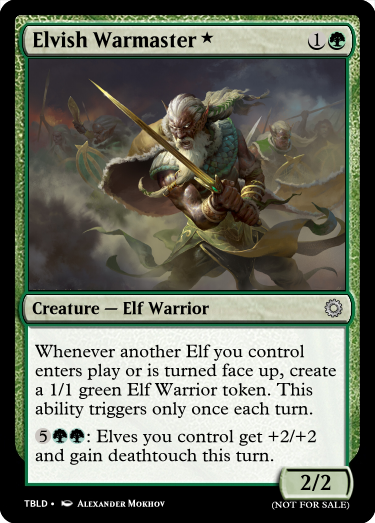 Elvish Warmaster ★ 1
Creature — Elf Warrior
Whenever another Elf you control
enters play or is turned face up, create
a 1/1 green Elf Warrior token. This
ability triggers only once each turn.
5: Elves you control get +2/+2
and gain deathtouch this turn.
2/2
TBLD • Alexander Mokhov
(NOT FOR SALE)